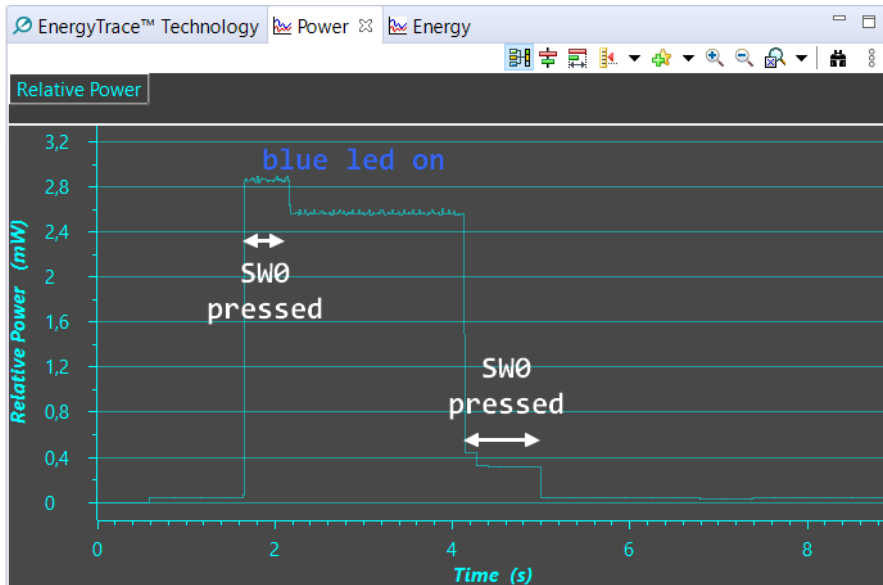 EnergyTrace™ Technology Power Energy
Relative Power
3,2
2,8
2,4
2
1,6
1,2
0,8
0,4
0
Relative Power (mW)
blue led on
SW0
pressed
SW0
pressed
0 2 4 6 8
Time (s)